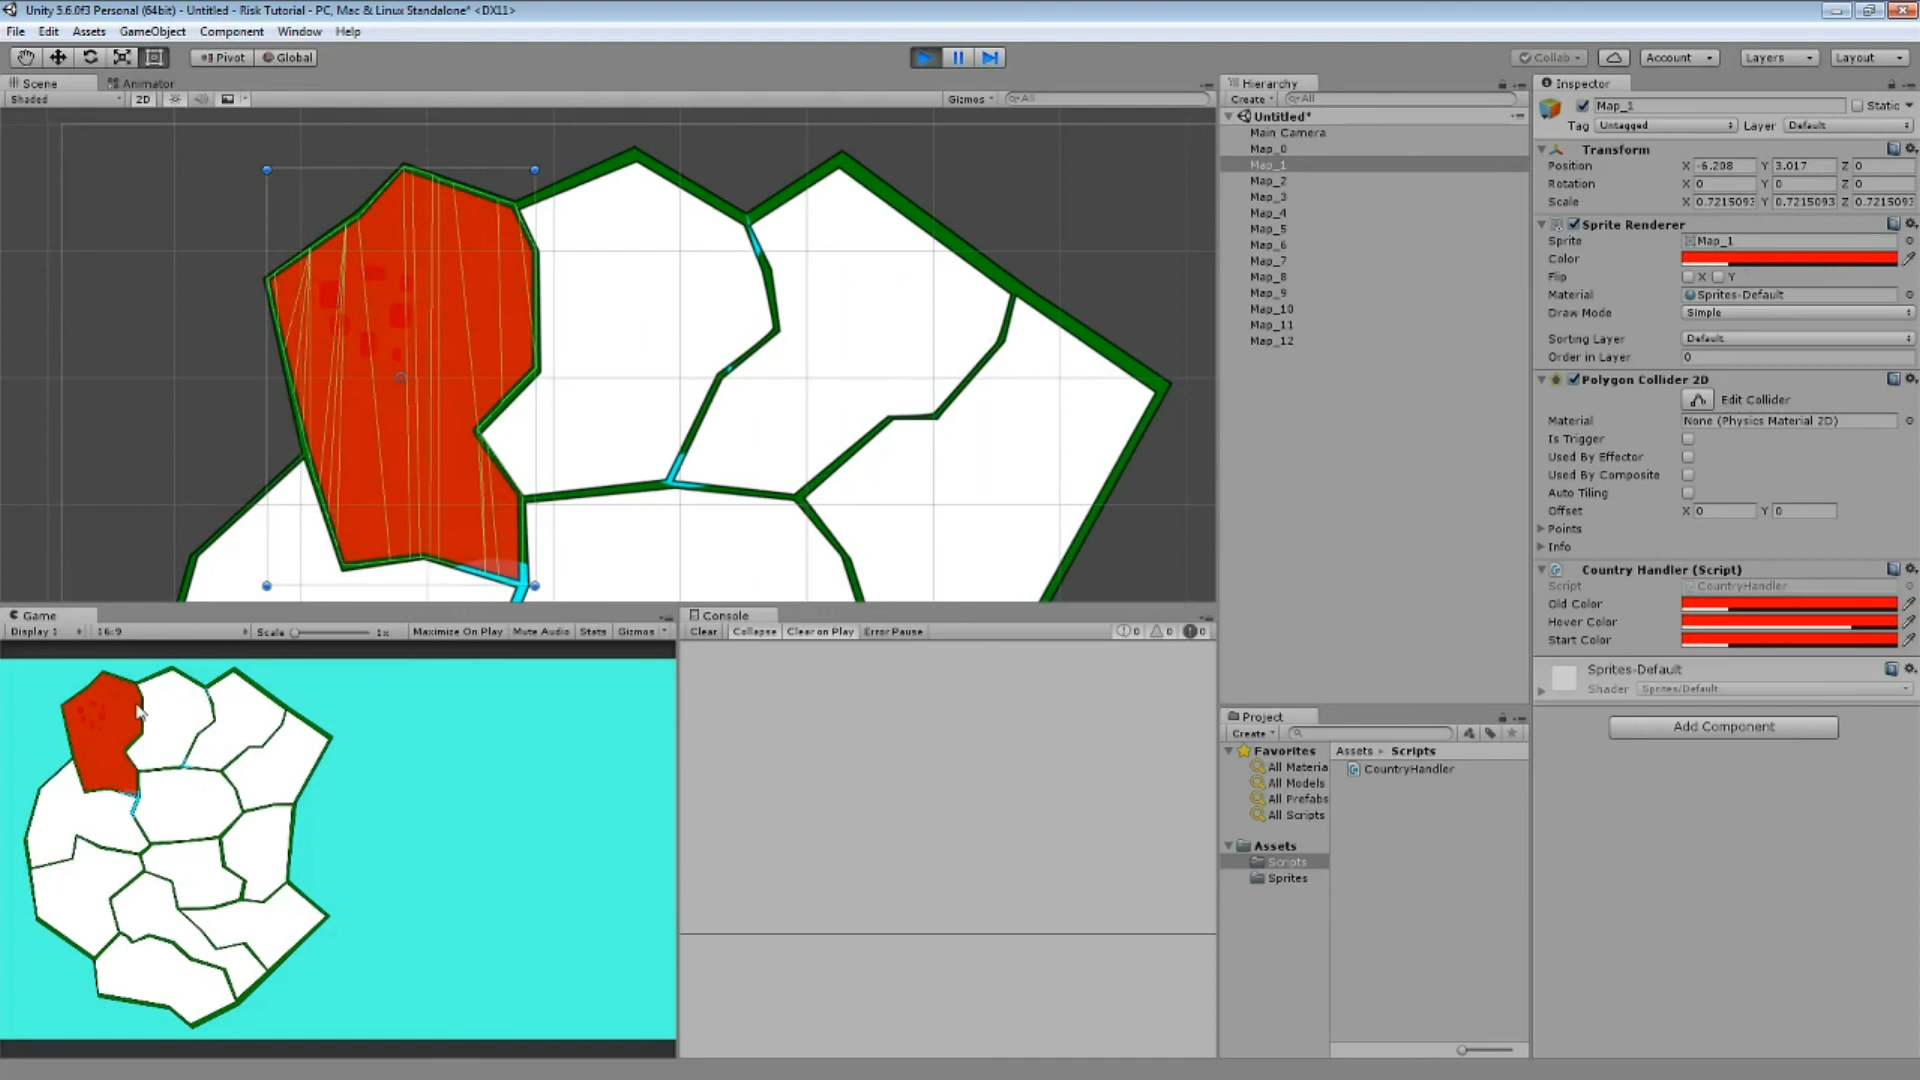 Unity 5.6.0f3 Personal (64bit) - Untitled - Risk Tutorial - PC, Mac & Linux Standalone* <DX11>
File Edit Assets GameObject Component Window Help
Pivot Global Collab Account Layers Layout
Scene Animator
Shaded 2D Gizmos All
Hierarchy
Create All
Untitled*
Main Camera
Map_0
Map_1
Map_2
Map_3
Map_4
Map_5
Map_6
Map_7
Map_8
Map_9
Map_10
Map_11
Map_12
Inspector
Map_1 Static
Tag Untagged Layer Default
Transform
Position X -6.208 Y 3.017 Z 0
Rotation X 0 Y 0 Z 0
Scale X 0.7215093 Y 0.7215093 Z 0.7215093
Sprite Renderer
Sprite Map_1
Color
Flip X Y
Material Sprites-Default
Draw Mode Simple
Sorting Layer Default
Order in Layer 0
Polygon Collider 2D
Edit Collider
Material None (Physics Material 2D)
Is Trigger
Used By Effector
Used By Composite
Auto Tiling
Offset X 0 Y 0
Points
Info
Country Handler (Script)
Script CountryHandler
Old Color
Hover Color
Start Color
Sprites-Default
Shader Sprites/Default
Add Component
Game
Display 1 16:9 Scale 1x Maximize On Play Mute Audio Stats Gizmos
Console
Clear Collapse Clear on Play Error Pause 0 0 0
Project
Create
Favorites
All Materia
All Models
All Prefabs
All Scripts
Assets
Scripts
Sprites
Assets Scripts
CountryHandler